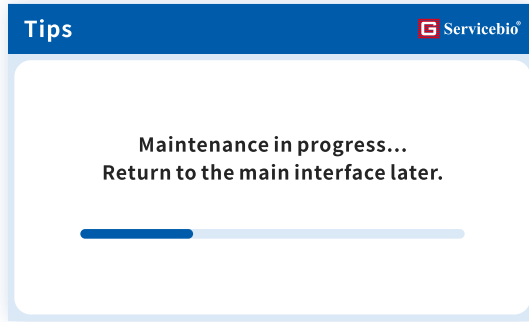 Tips
G Servicebio®
Maintenance in progress...
Return to the main interface later.